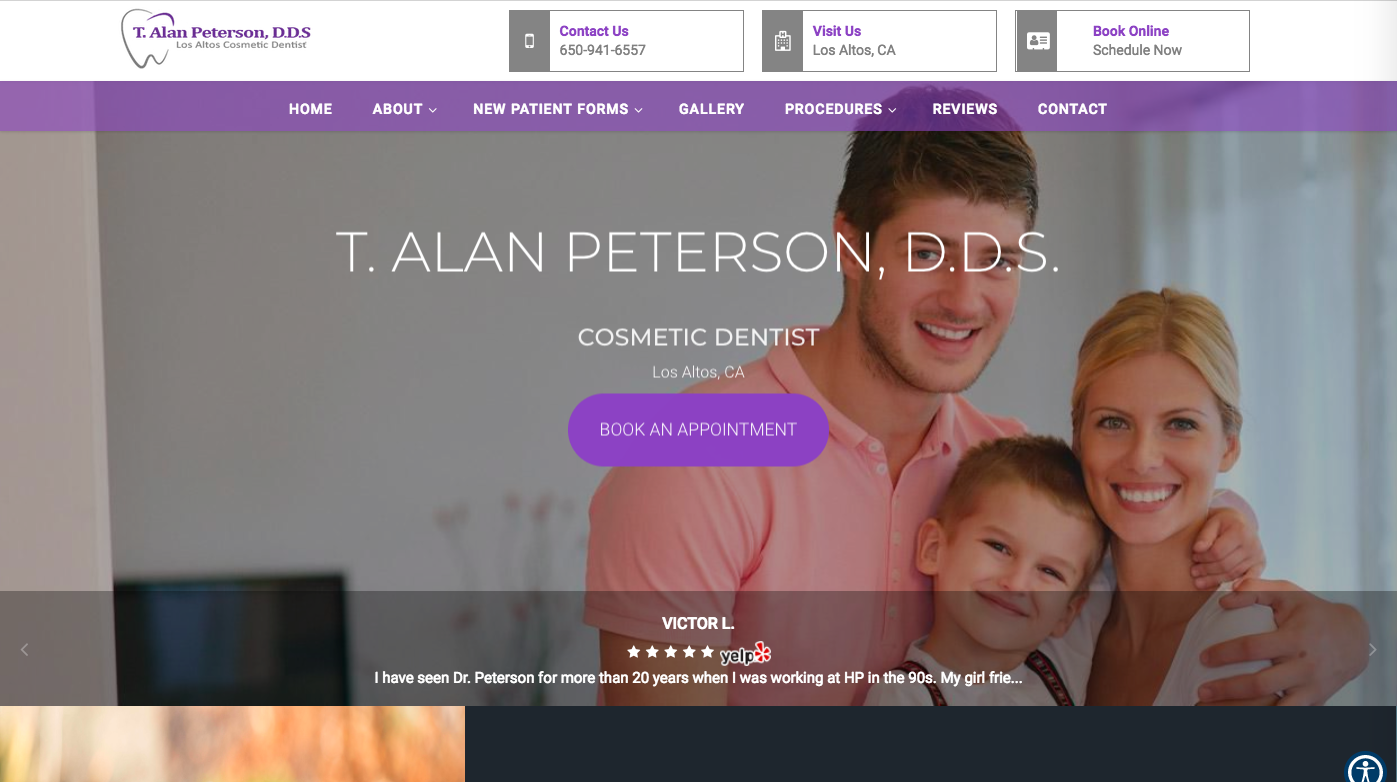 T. Alan Peterson, D.D.S
Los Altos Cosmetic Dentist
Contact Us
650-941-6557
Visit Us
Los Altos, CA
Book Online
Schedule Now
HOME ABOUT NEW PATIENT FORMS GALLERY PROCEDURES REVIEWS CONTACT
T. ALAN PETERSON, D.D.S.
COSMETIC DENTIST
Los Altos, CA
BOOK AN APPOINTMENT
VICTOR L.
yelp
I have seen Dr. Peterson for more than 20 years when I was working at HP in the 90s. My girl frie...